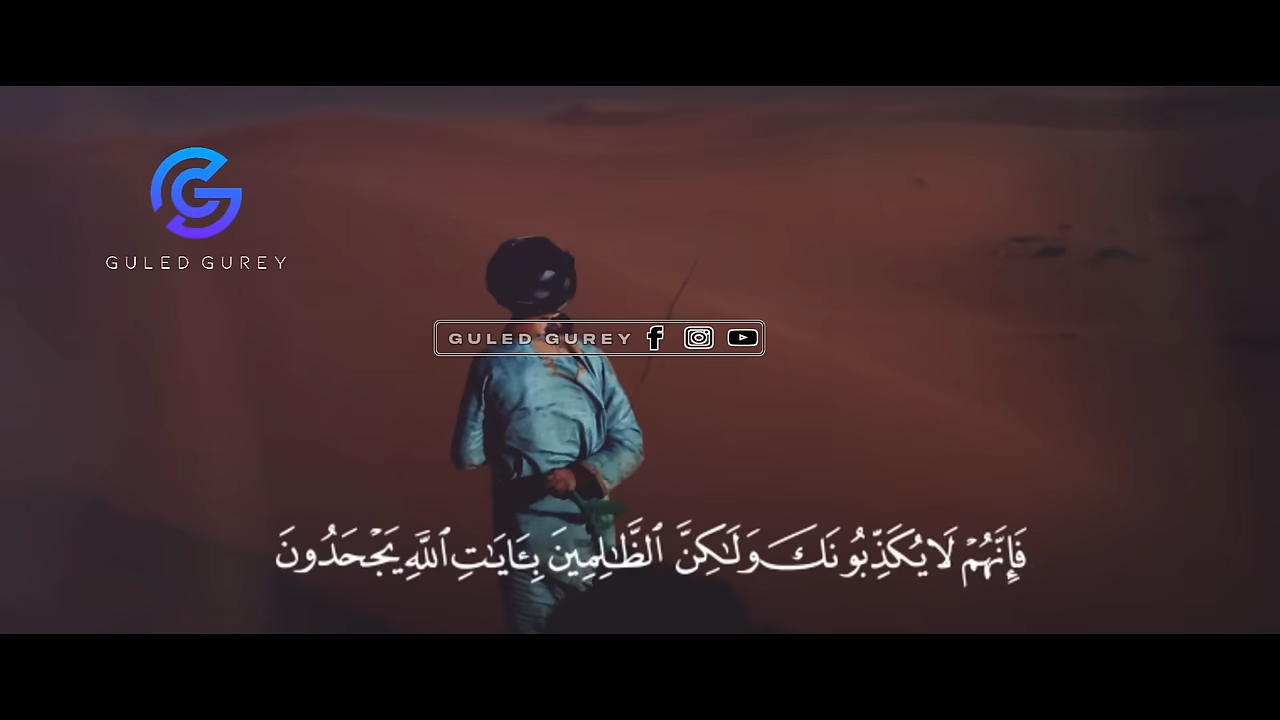 GULED GUREY
GULED GUREY
فَإِنَّهُمْ لَا يُكَذِّبُونَكَ وَلَٰكِنَّ ٱلظَّٰلِمِينَ بِـَٔايَٰتِ ٱللَّهِ يَجْحَدُونَ